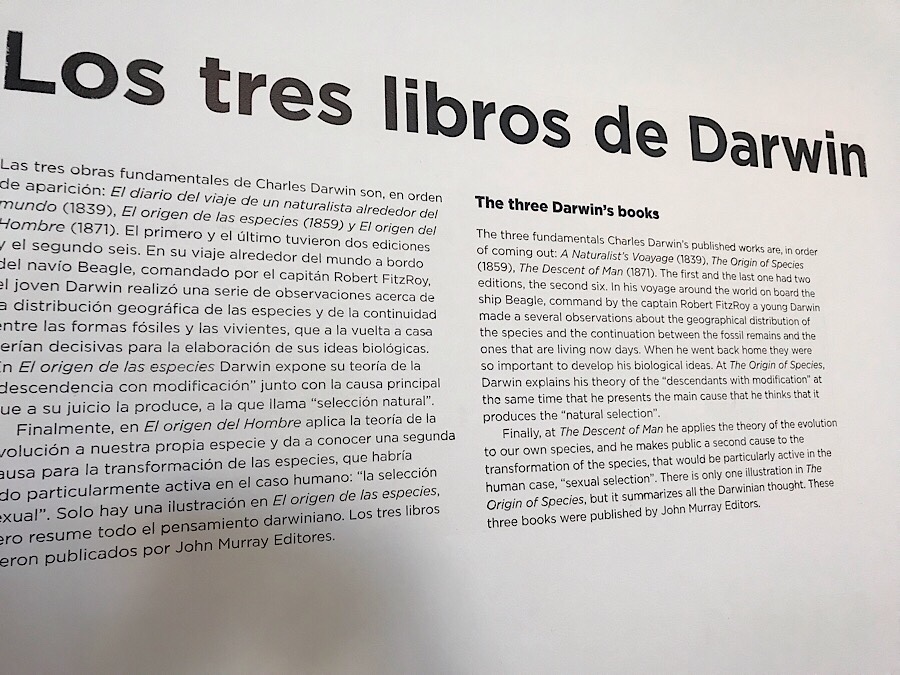 Los tres libros de Darwin
Las tres obras fundamentales de Charles Darwin son, en orden
de aparición: El diario del viaje de un naturalista alrededor del
mundo (1839), El origen de las especies (1859) y El origen del
Hombre (1871). El primero y el último tuvieron dos ediciones
y el segundo seis. En su viaje alrededor del mundo a bordo
del navío Beagle, comandado por el capitán Robert FitzRoy,
el joven Darwin realizó una serie de observaciones acerca de
a distribución geográfica de las especies y de la continuidad
entre las formas fósiles y las vivientes, que a la vuelta a casa
erían decisivas para la elaboración de sus ideas biológicas.
En El origen de las especies Darwin expone su teoría de la
"descendencia con modificación" junto con la causa principal
ue a su juicio la produce, a la que llama "selección natural".
Finalmente, en El origen del Hombre aplica la teoría de la
volución a nuestra propia especie y da a conocer una segunda
ausa para la transformación de las especies, que habría
do particularmente activa en el caso humano: "la selección
exual". Solo hay una ilustración en El origen de las especies,
ero resume todo el pensamiento darwiniano. Los tres libros
eron publicados por John Murray Editores.
The three Darwin's books
The three fundamentals Charles Darwin's published works are, in order
of coming out: A Naturalist's Voayage (1839), The Origin of Species
(1859), The Descent of Man (1871). The first and the last one had two
editions, the second six. In his voyage around the world on board the
ship Beagle, command by the captain Robert FitzRoy a young Darwin
made a several observations about the geographical distribution of
the species and the continuation between the fossil remains and the
ones that are living now days. When he went back home they were
so important to develop his biological ideas. At The Origin of Species,
Darwin explains his theory of the "descendants with modification" at
the same time that he presents the main cause that he thinks that it
produces the "natural selection".
Finally, at The Descent of Man he applies the theory of the evolution
to our own species, and he makes public a second cause to the
transformation of the species, that would be particularly active in the
human case, "sexual selection". There is only one illustration in The
Origin of Species, but it summarizes all the Darwinian thought. These
three books were published by John Murray Editors.